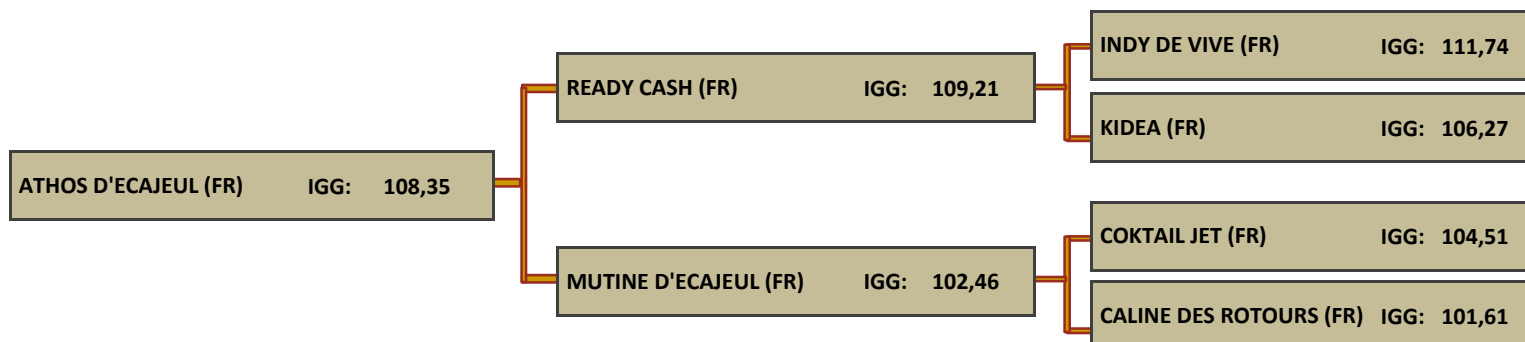 INDY DE VIVE (FR) IGG: 111,74
READY CASH (FR) IGG: 109,21
KIDEA (FR) IGG: 106,27
ATHOS D'ECAJEUL (FR) IGG: 108,35
COKTAIL JET (FR) IGG: 104,51
MUTINE D'ECAJEUL (FR) IGG: 102,46
CALINE DES ROTOURS (FR) IGG: 101,61